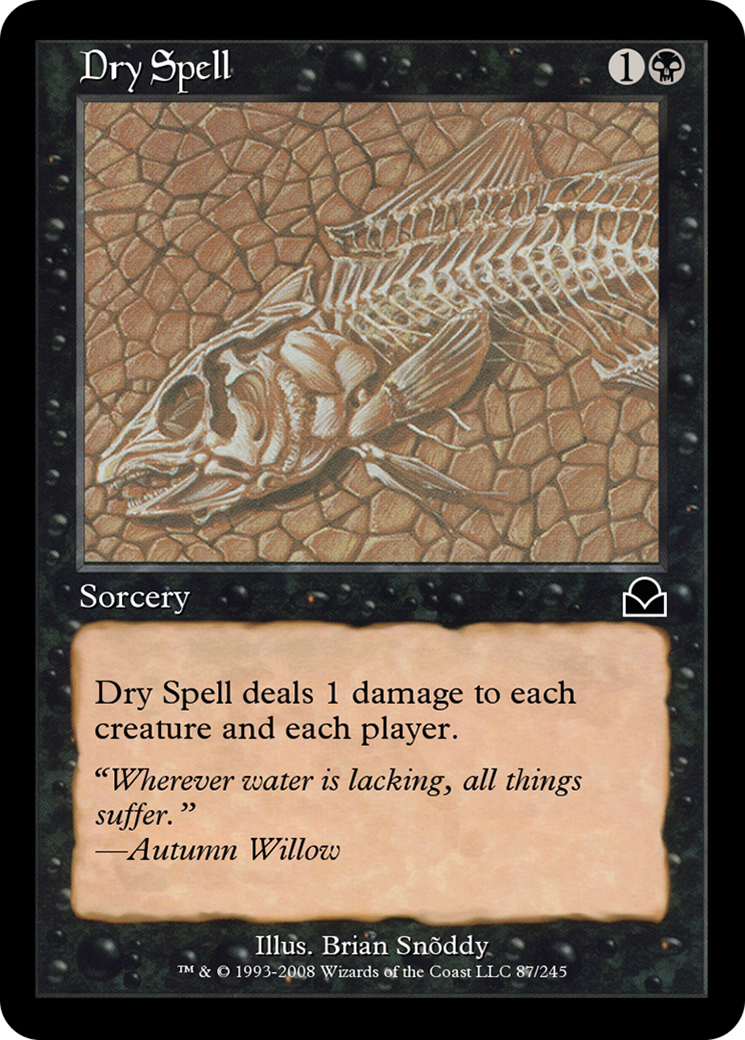 Dry Spell
1
Sorcery
Dry Spell deals 1 damage to each
creature and each player.
“Wherever water is lacking, all things
suffer.”
—Autumn Willow
Illus. Brian Snõddy
™ & © 1993-2008 Wizards of the Coast LLC 87/245